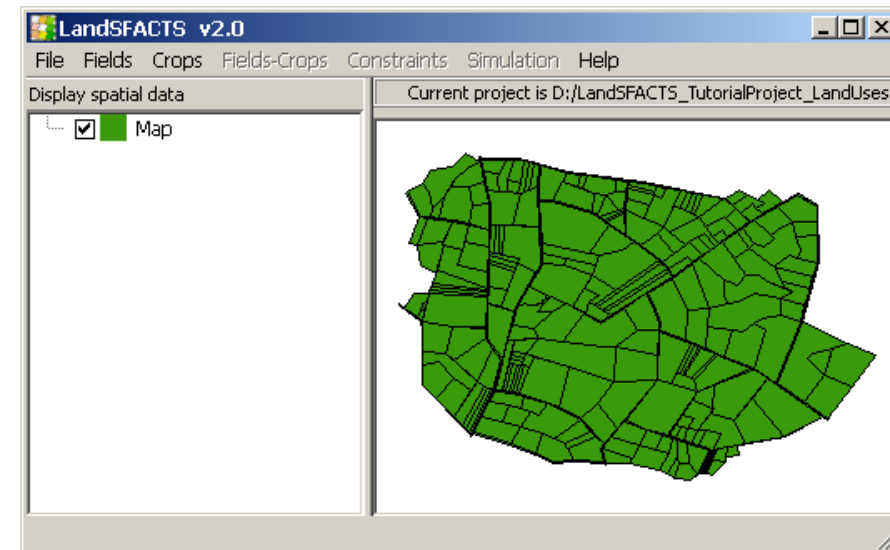 LandSFACTS v2.0
File Fields Crops Fields-Crops Constraints Simulation Help
Display spatial data
Current project is D:/LandSFACTS_TutorialProject_LandUses
Map